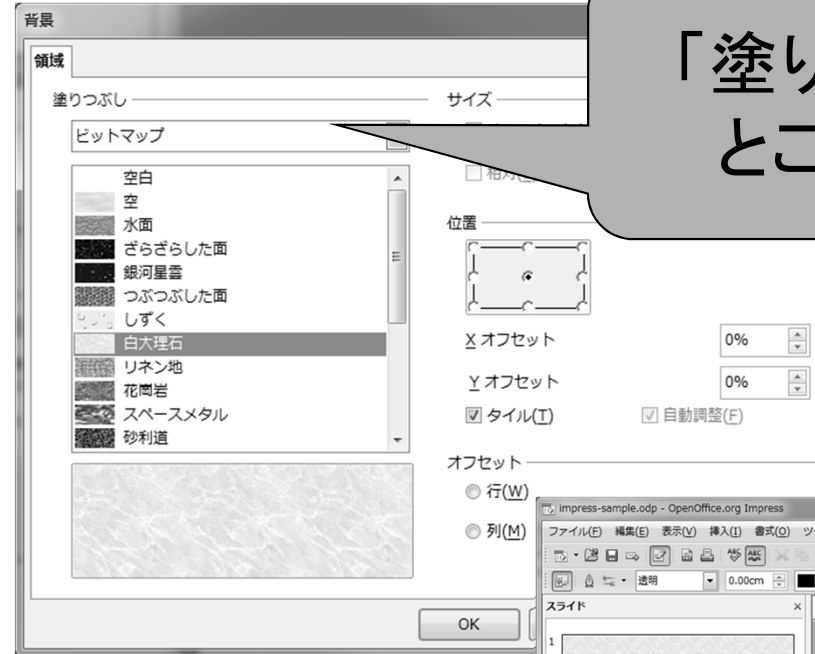 背景
領域
塗りつぶし
ビットマップ
空白
空
水面
ざらざらした面
銀河星雲
つぶつぶした面
しずく
白大理石
リネン地
花崗岩
スペースメタル
砂利道
サイズ
相対
位置
X オフセット 0%
Y オフセット 0%
タイル(T) 自動調整(F)
オフセット
行(W)
列(M)
OK
「塗り
とこ
impress-sample.odp - OpenOffice.org Impress
ファイル(F) 編集(E) 表示(V) 挿入(I) 書式(O) ツ
透明 0.00cm
スライド ×
1